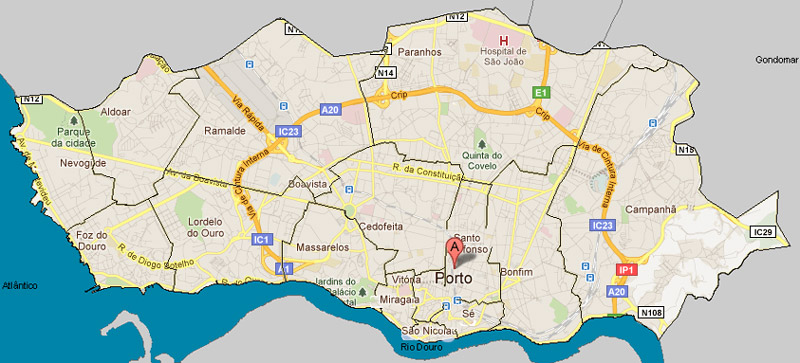 N12
N1
Paranhos
H
Hospital de
São João
Gondomar
N14
Crip
A20
E1
N12
Aldoar
Via Rápida
IC23
Ramalde
Crip
Parque
da cidade
Nevogilde
Via de Cintura Interna
Via de Cintura Interna
N15
Quinta do
Covelo
Av. da Boavista
R. da Constituição
Boavista
Foz do
Douro
Lordelo
do Ouro
Cedofeita
Campanhã
IC23
Santo
A
R. de Diogo Botelho
IC1
Massarelos
IC29
A1
Jardins do
Palácio
Vitória
Porto
Bonfim
IP1
Atlântico
Miragaia
Sé
A20
N108
São Nicolau
Rio Douro